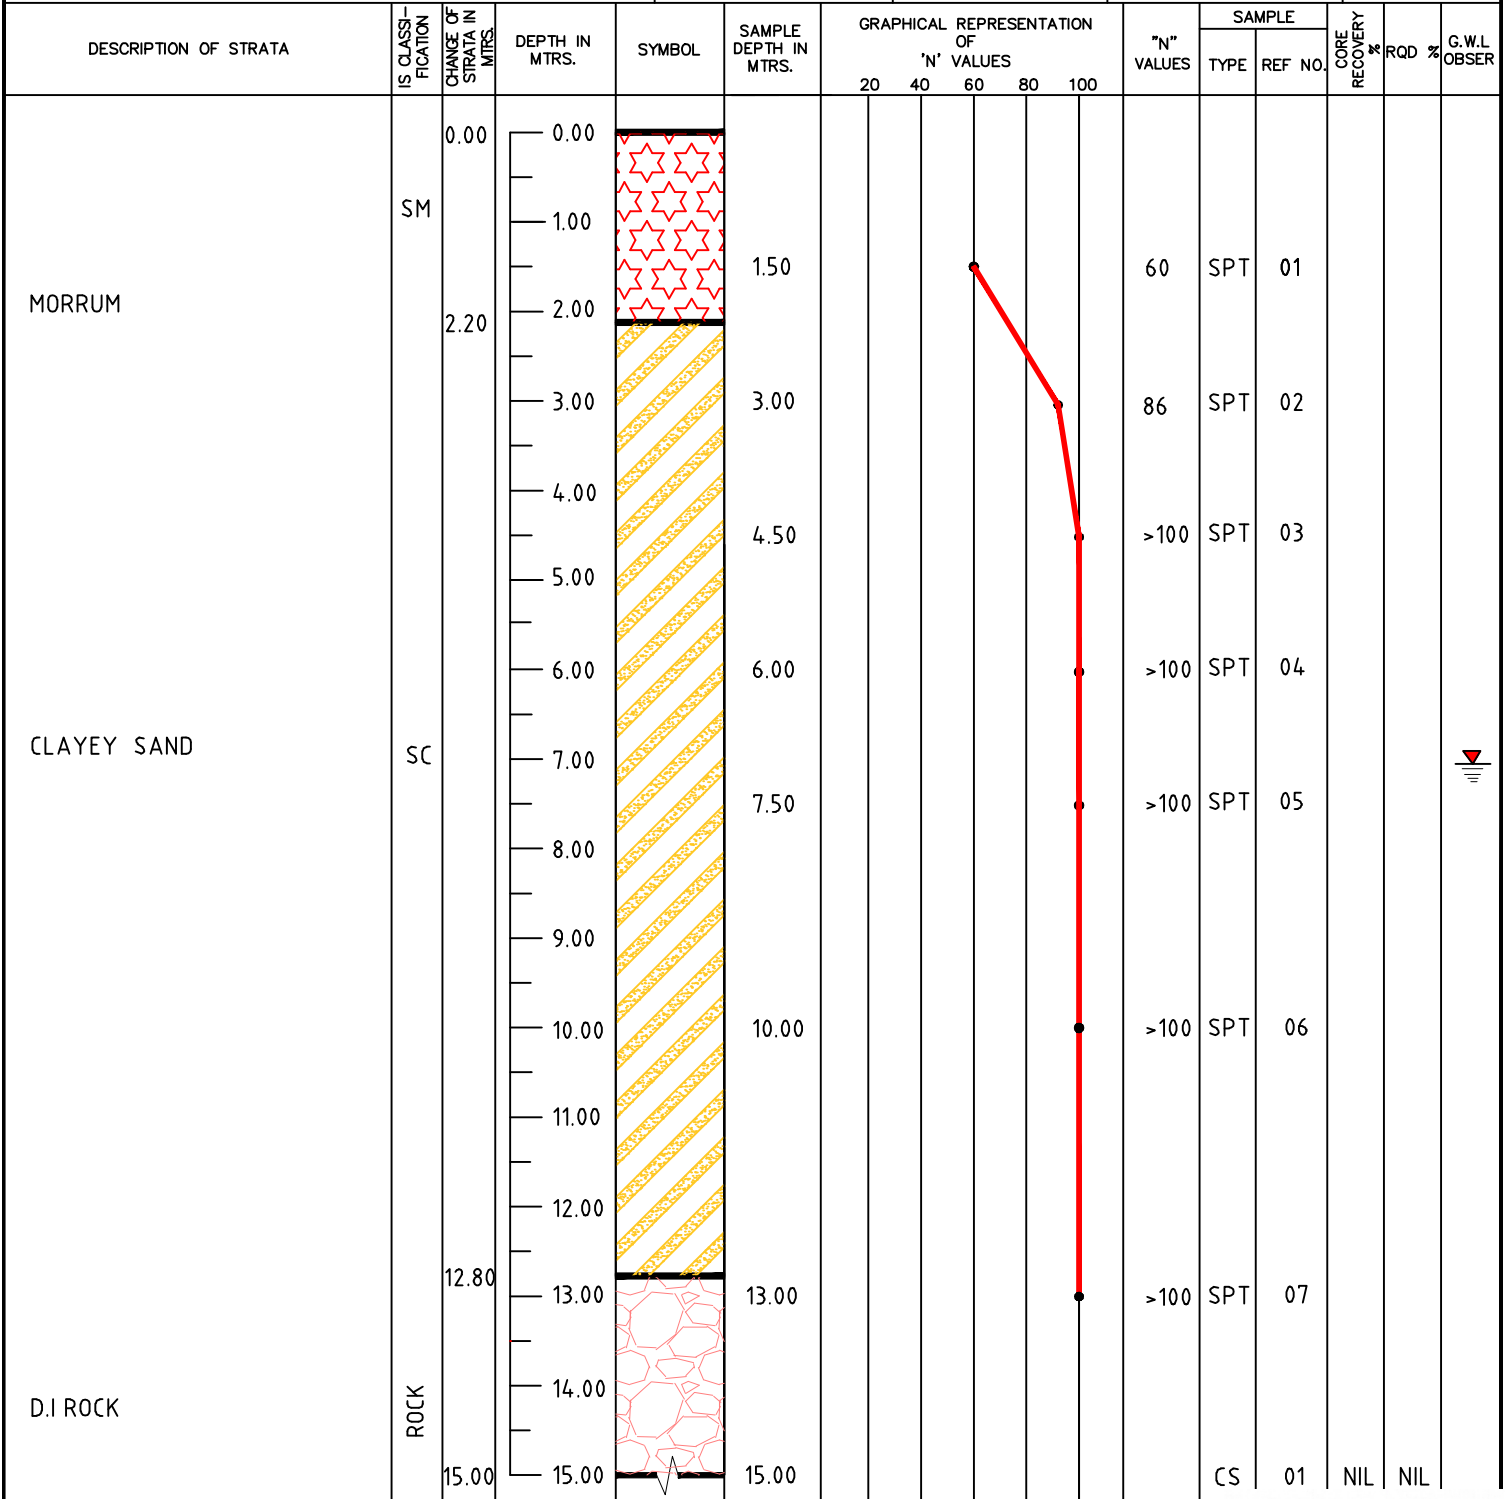 DESCRIPTION OF STRATA
IS CLASSI-
FICATION
CHANGE OF
STRATA IN
MTRS.
DEPTH IN
MTRS.
SYMBOL
SAMPLE
DEPTH IN
MTRS.
GRAPHICAL REPRESENTATION
OF
'N' VALUES
20 40 60 80 100
"N"
VALUES
SAMPLE
TYPE
REF NO.
CORE
RECOVERY
%
RQD %
G.W.L
OBSER
0.00 0.00
SM
1.00
1.50 60 SPT 01
MORRUM
2.00
2.20
3.00 3.00 86 SPT 02
4.00
4.50 >100 SPT 03
5.00
6.00 6.00 >100 SPT 04
CLAYEY SAND SC 7.00
7.50 >100 SPT 05
8.00
9.00
10.00 10.00 >100 SPT 06
11.00
12.00
12.80
13.00 13.00 >100 SPT 07
14.00
D.I ROCK ROCK
15.00 15.00 15.00 CS 01 NIL NIL